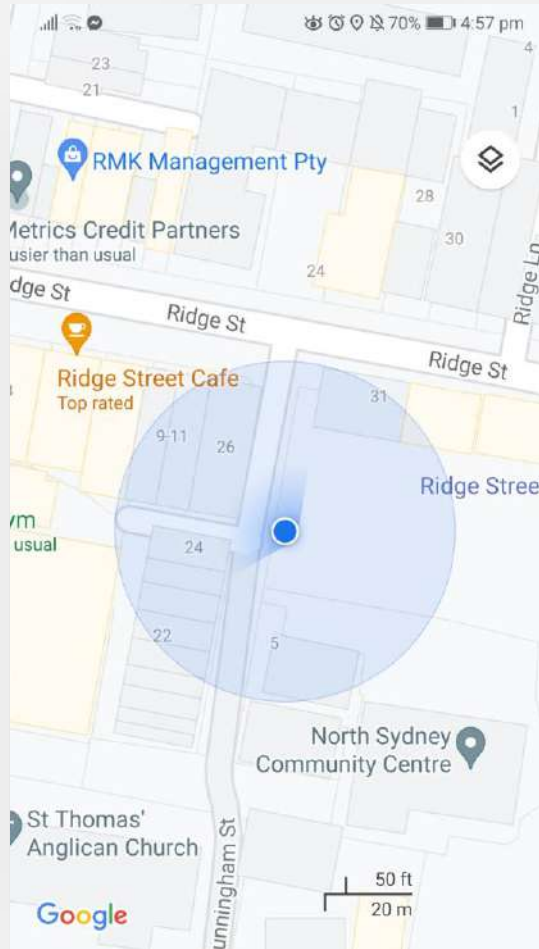 70% 4:57 pm
4
23
21
1
RMK Management Pty
28
Metrics Credit Partners
usier than usual
30
24
Ridge Ln
dge St
Ridge St
Ridge St
Ridge Street Cafe
Top rated
31
9-11
26
Ridge Stree
ym
usual
24
22
5
North Sydney
Community Centre
St Thomas'
Anglican Church
unningham St
50 ft
20 m
Google